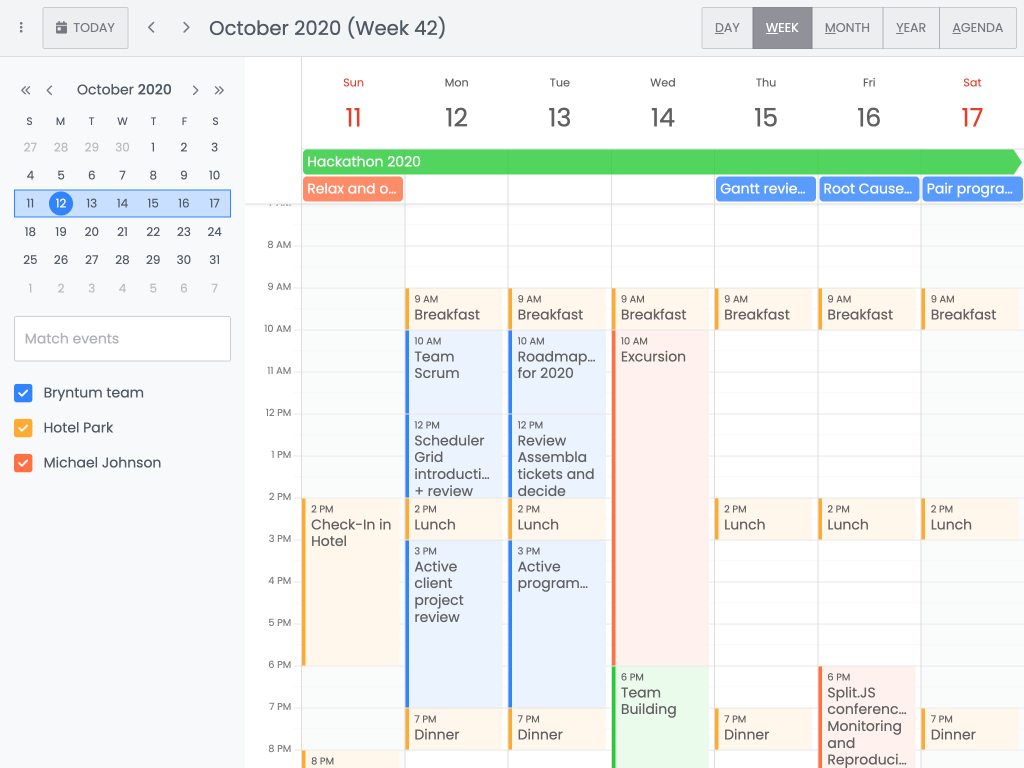 TODAY
October 2020 (Week 42)
DAY
WEEK
MONTH
YEAR
AGENDA
October 2020
S M T W T F S
27 28 29 30 1 2 3
4 5 6 7 8 9 10
11 12 13 14 15 16 17
18 19 20 21 22 23 24
25 26 27 28 29 30 31
1 2 3 4 5 6 7
Match events
Bryntum team
Hotel Park
Michael Johnson
Sun Mon Tue Wed Thu Fri Sat
11 12 13 14 15 16 17
Hackathon 2020
Relax and o...
Gantt revie...
Root Cause...
Pair progra...
8 AM
9 AM
10 AM
11 AM
12 PM
1 PM
2 PM
3 PM
4 PM
5 PM
6 PM
7 PM
8 PM
2 PM
Check-In in
Hotel
8 PM
9 AM
Breakfast
10 AM
Team
Scrum
12 PM
Scheduler
Grid
introducti...
+ review
2 PM
Lunch
3 PM
Active
client
project
review
7 PM
Dinner
9 AM
Breakfast
10 AM
Roadmap...
for 2020
12 PM
Review
Assembla
tickets and
decide
2 PM
Lunch
3 PM
Active
program...
7 PM
Dinner
9 AM
Breakfast
10 AM
Excursion
6 PM
Team
Building
9 AM
Breakfast
2 PM
Lunch
7 PM
Dinner
9 AM
Breakfast
2 PM
Lunch
6 PM
Split.JS
conferenc...
Monitoring
and
Reproduci...
9 AM
Breakfast
2 PM
Lunch
7 PM
Dinner